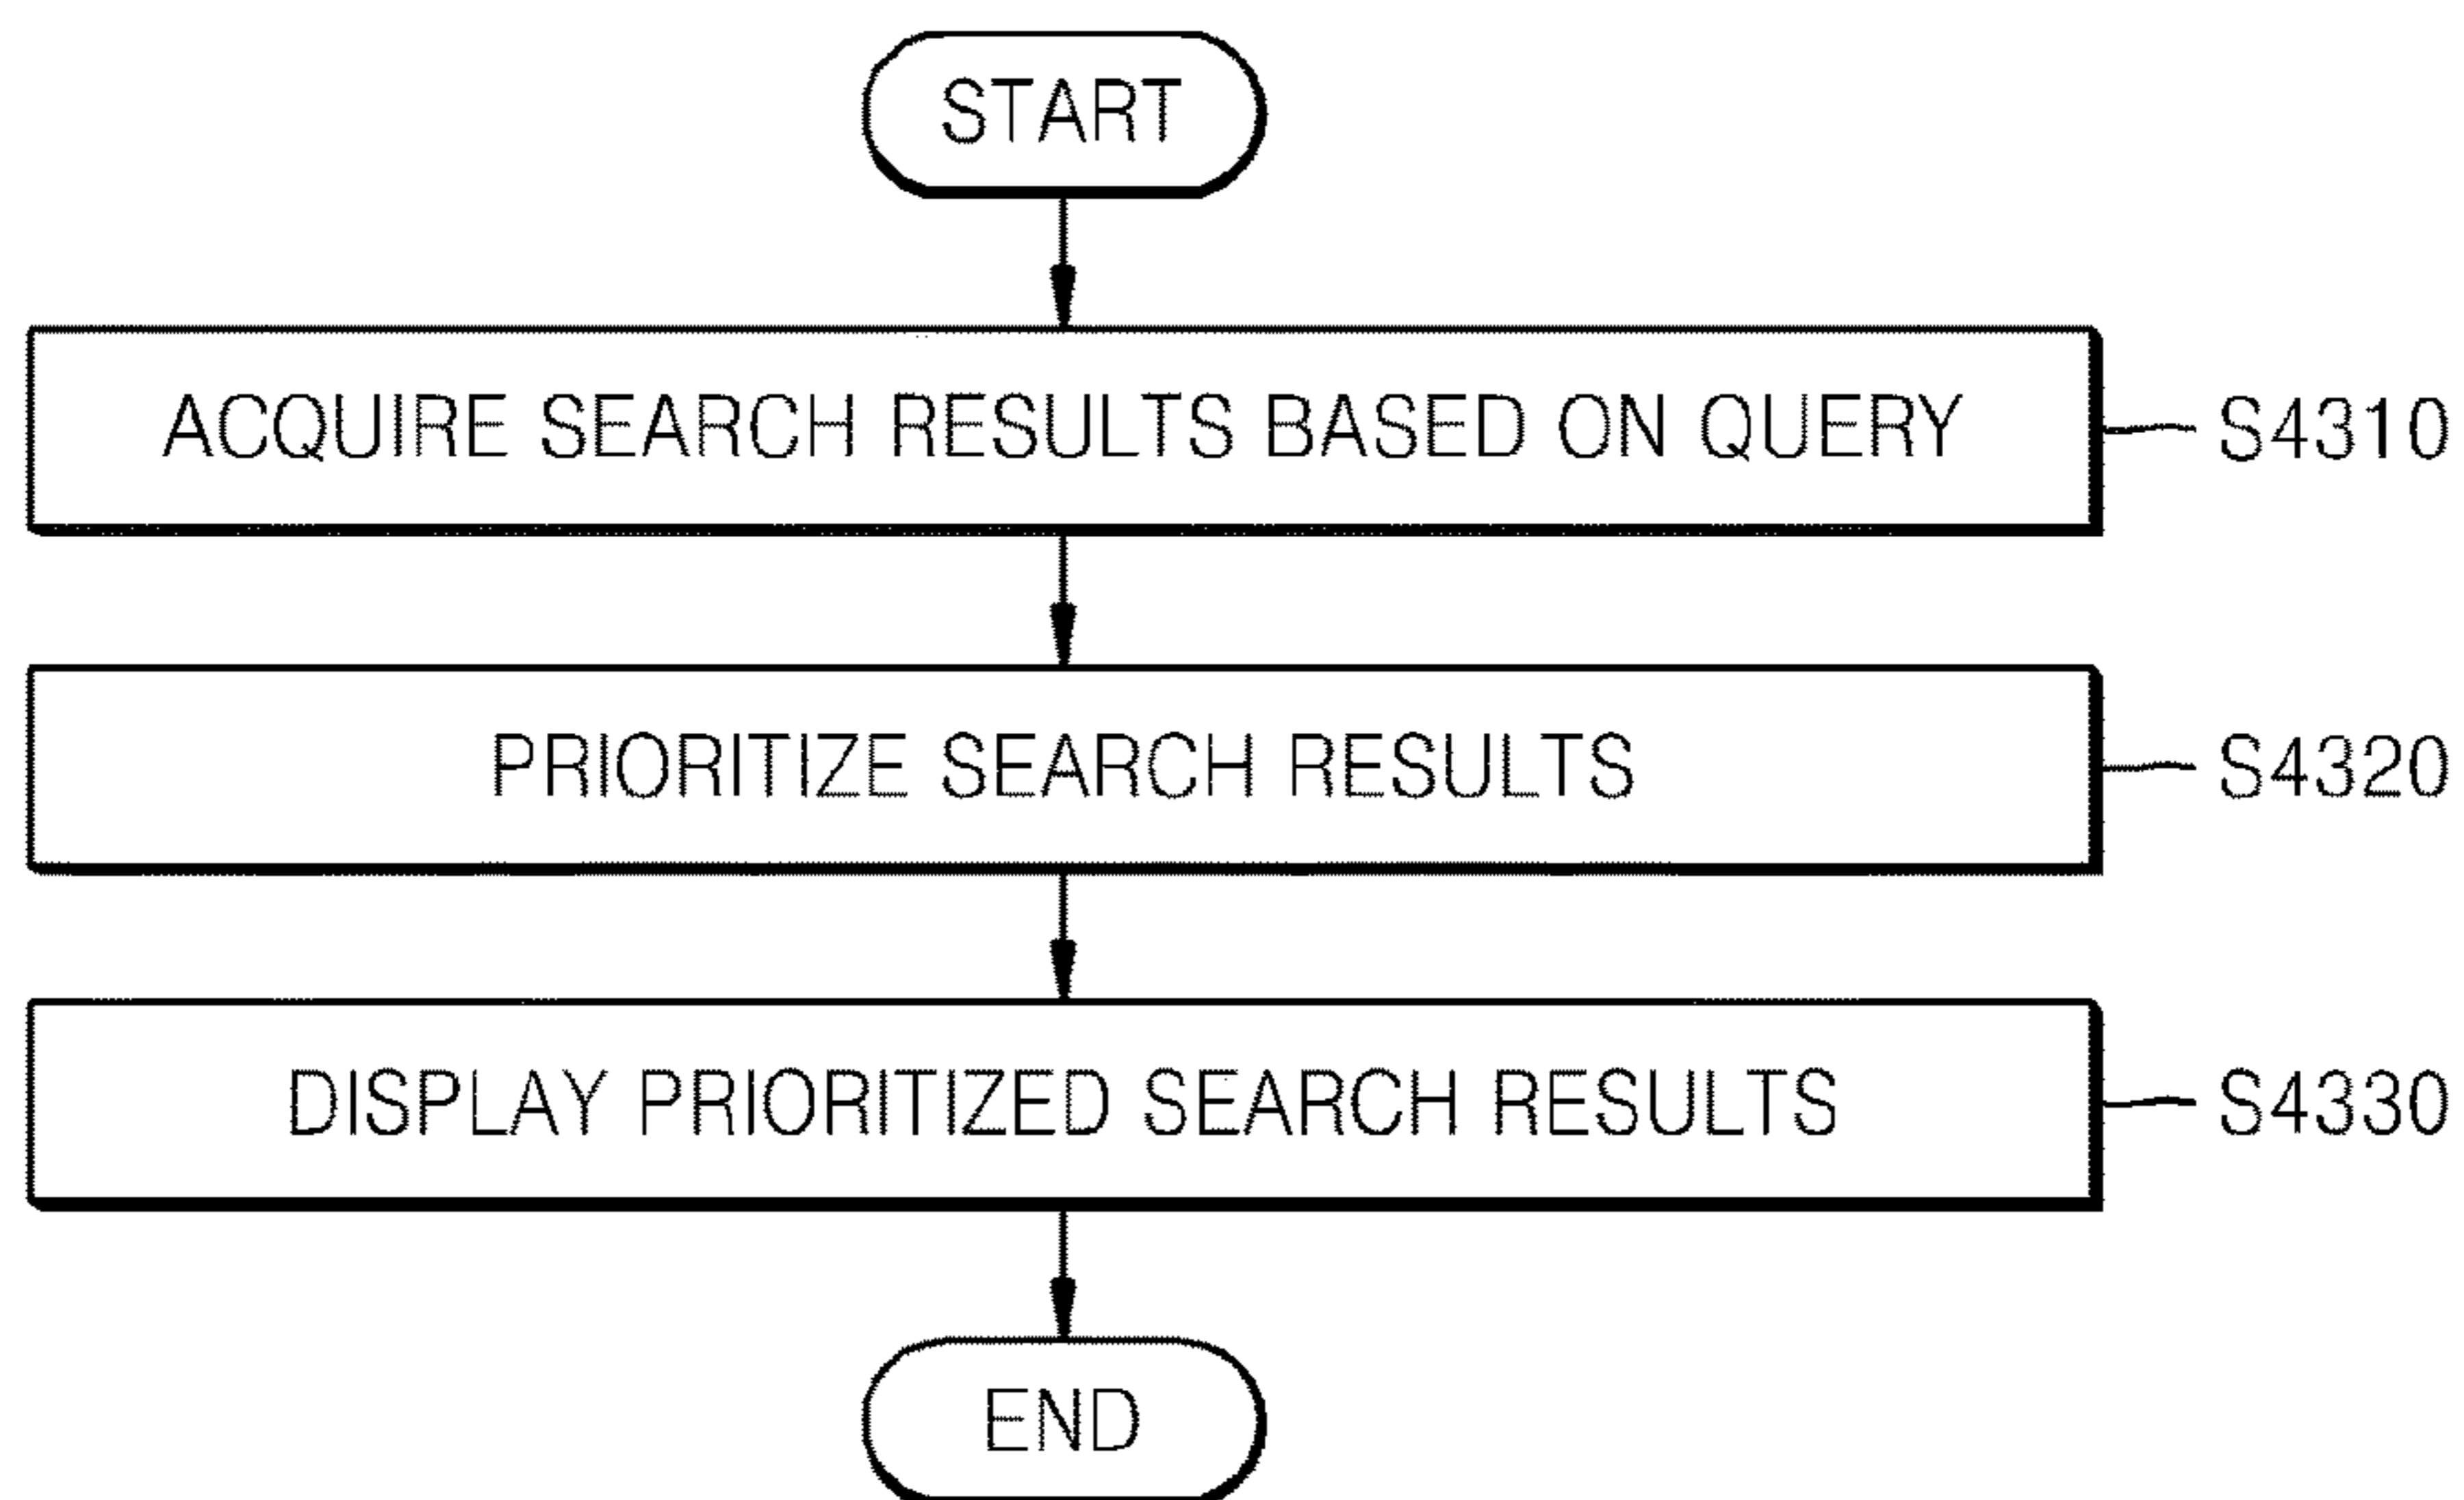 START
ACQUIRE SEARCH RESULTS BASED ON QUERY S4310
PRIORITIZE SEARCH RESULTS S4320
DISPLAY PRIORITIZED SEARCH RESULTS S4330
END